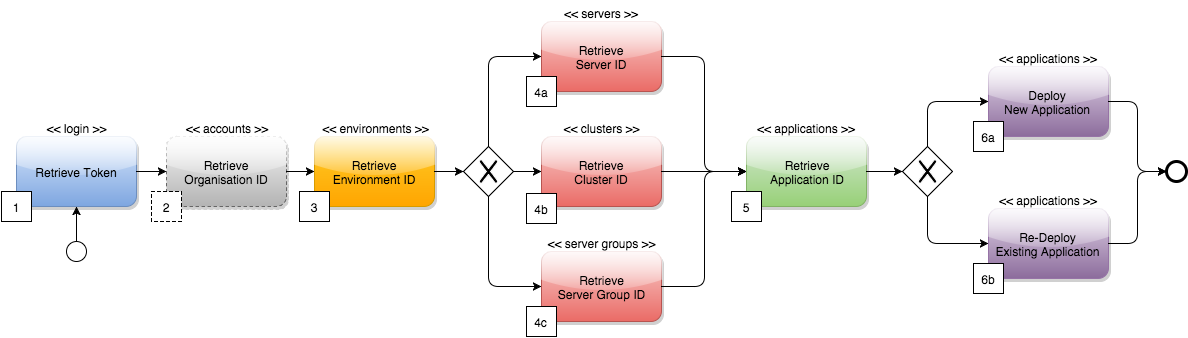 << login >>
Retrieve Token
1
<< accounts >>
Retrieve
Organisation ID
2
<< environments >>
Retrieve
Environment ID
3
X
<< servers >>
Retrieve
Server ID
4a
<< clusters >>
Retrieve
Cluster ID
4b
<< server groups >>
Retrieve
Server Group ID
4c
<< applications >>
Retrieve
Application ID
5
X
<< applications >>
Deploy
New Application
6a
<< applications >>
Re-Deploy
Existing Application
6b